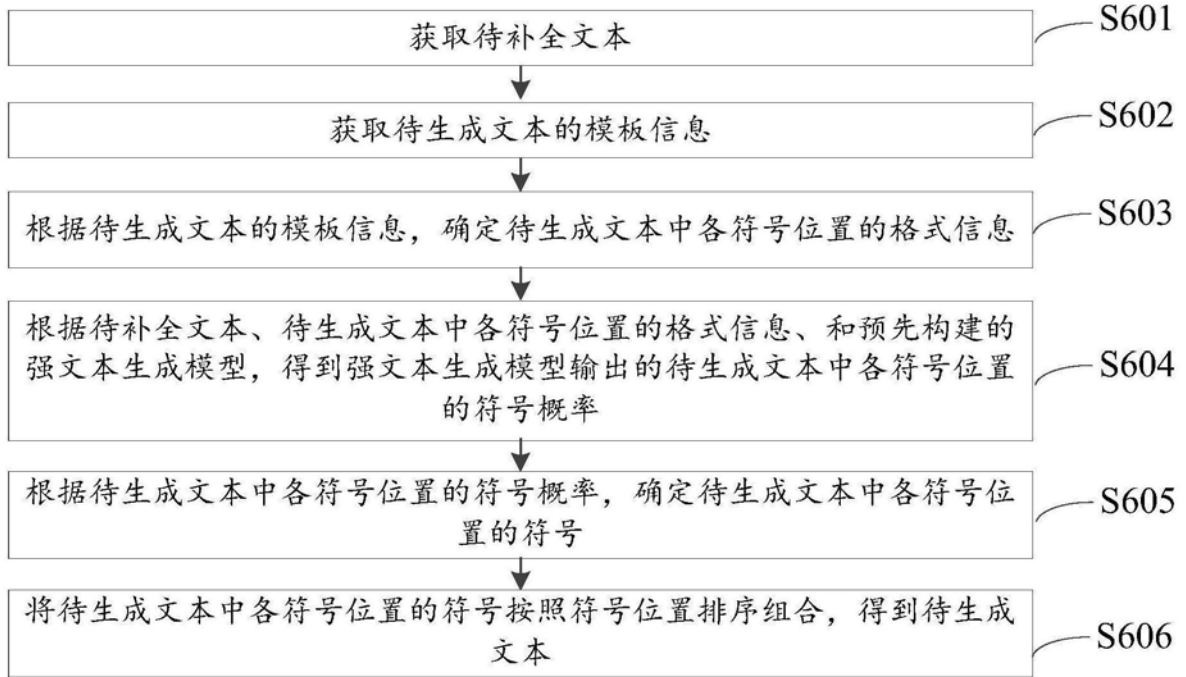 获取待补全文本
S601
获取待生成文本的模板信息
S602
根据待生成文本的模板信息，确定待生成文本中各符号位置的格式信息
S603
根据待补全文本、待生成文本中各符号位置的格式信息、和预先构建的
强文本生成模型，得到强文本生成模型输出的待生成文本中各符号位置
的符号概率
S604
根据待生成文本中各符号位置的符号概率，确定待生成文本中各符号位
置的符号
S605
将待生成文本中各符号位置的符号按照符号位置排序组合，得到待生成
文本
S606